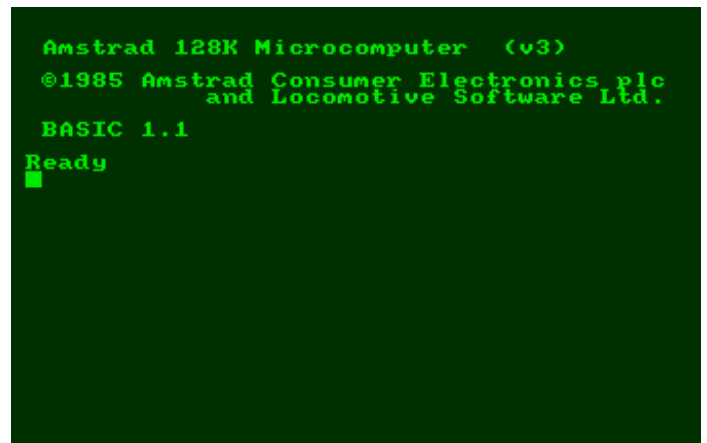 Amstrad 128K Microcomputer (v3)
©1985 Amstrad Consumer Electronics plc
and Locomotive Software Ltd.
BASIC 1.1
Ready